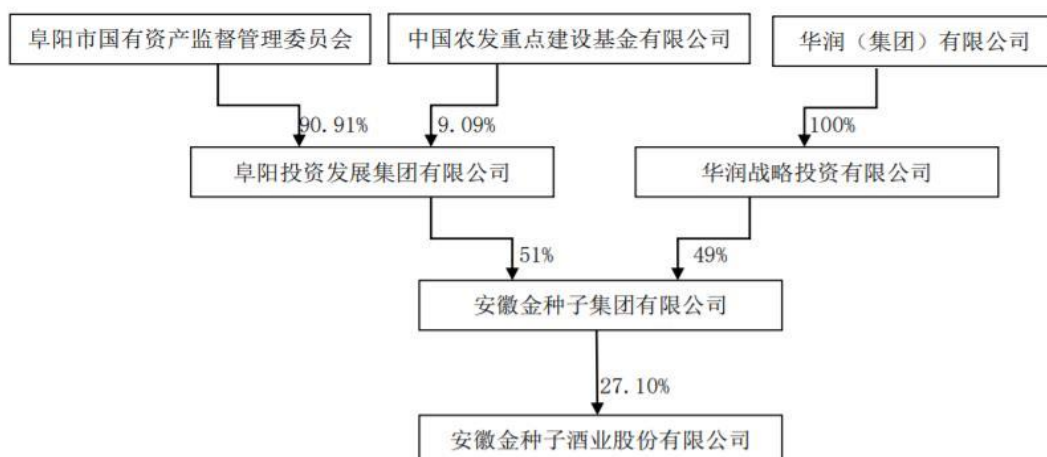 阜阳市国有资产监督管理委员会
中国农发重点建设基金有限公司
华润（集团）有限公司
90.91%
9.09%
100%
阜阳投资发展集团有限公司
华润战略投资有限公司
51%
49%
安徽金种子集团有限公司
27.10%
安徽金种子酒业股份有限公司